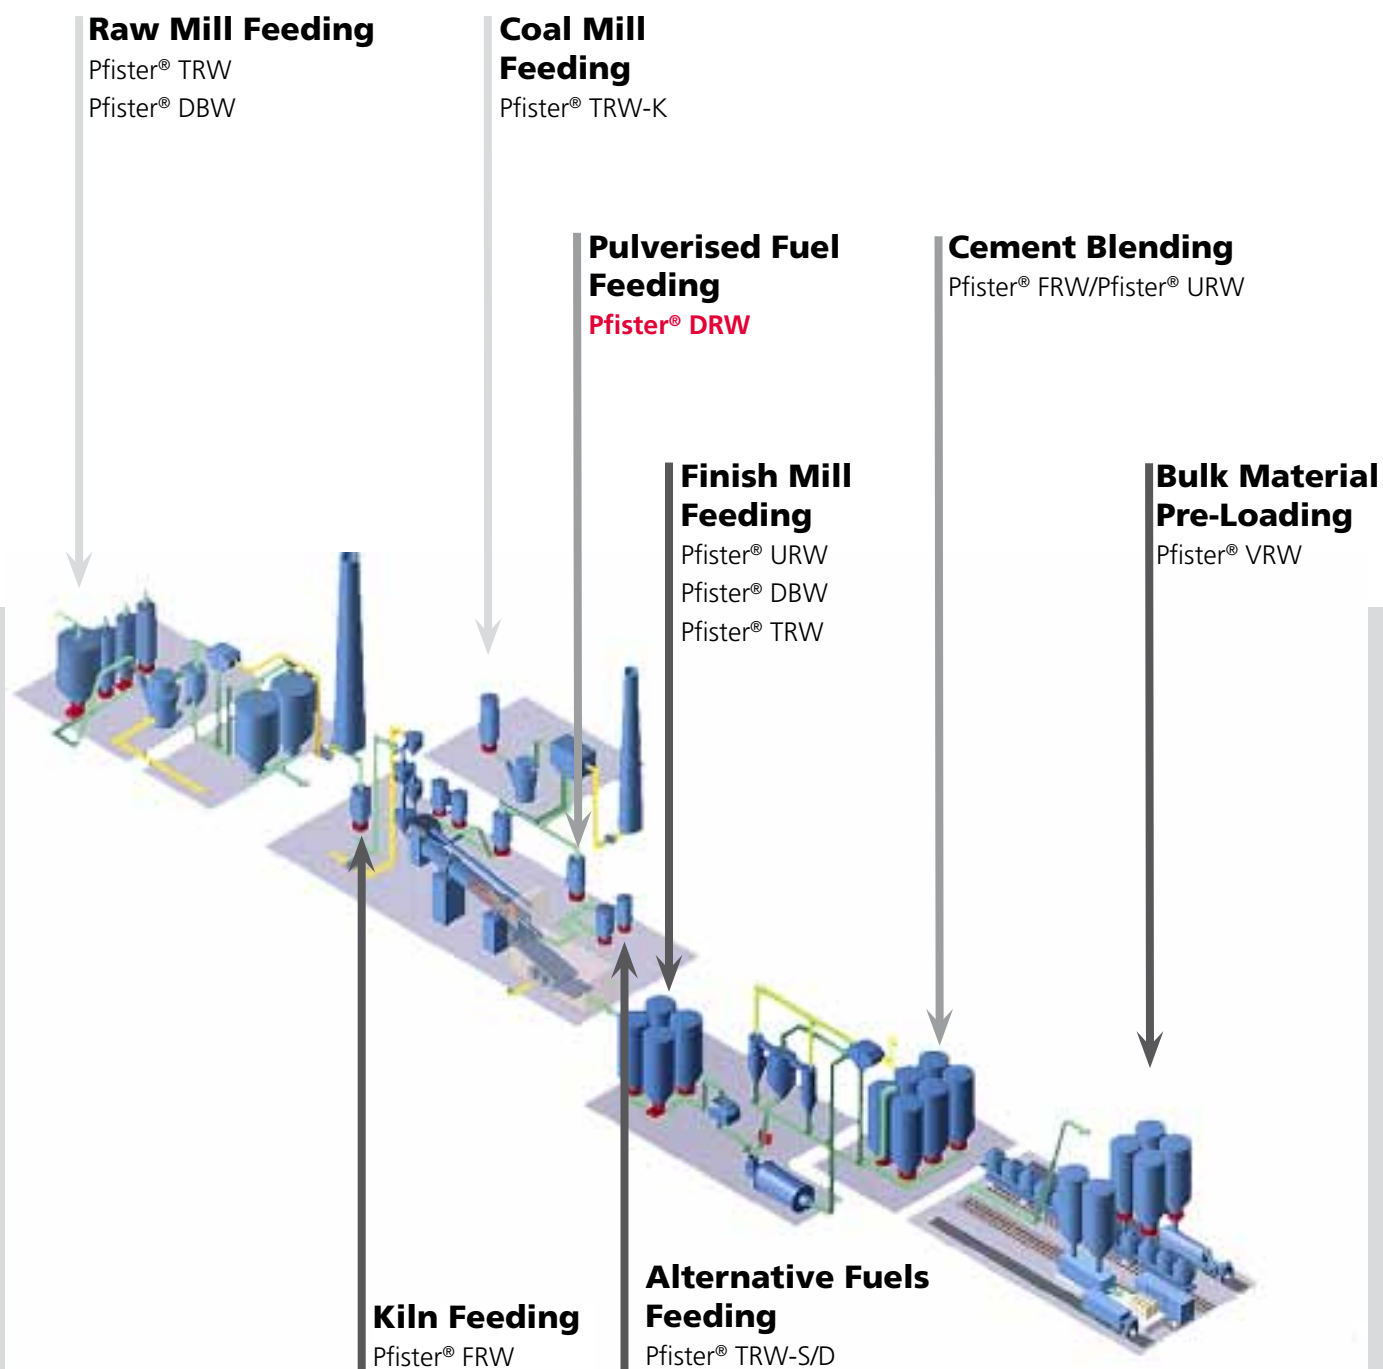 Raw Mill Feeding
Pfister® TRW
Pfister® DBW
Coal Mill
Feeding
Pfister® TRW-K
Pulverised Fuel
Feeding
Pfister® DRW
Cement Blending
Pfister® FRW/Pfister® URW
Finish Mill
Feeding
Pfister® URW
Pfister® DBW
Pfister® TRW
Bulk Material
Pre-Loading
Pfister® VRW
Kiln Feeding
Pfister® FRW
Alternative Fuels
Feeding
Pfister® TRW-S/D